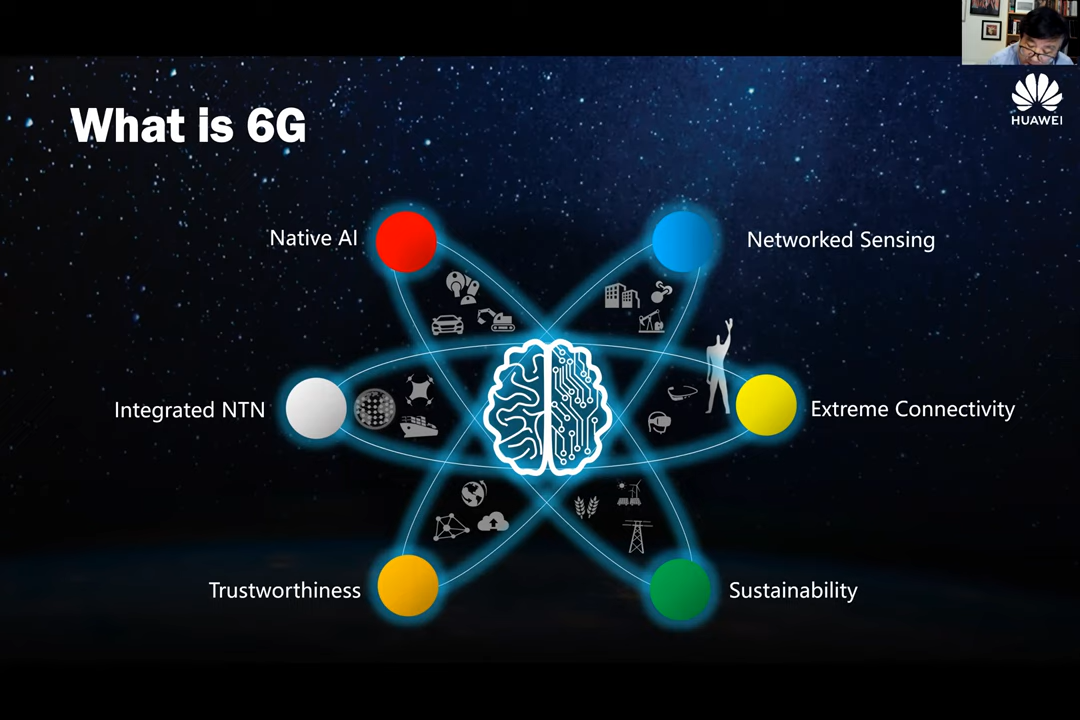 HUAWEI
What is 6G
Native AI
Networked Sensing
Integrated NTN
Extreme Connectivity
Trustworthiness
Sustainability